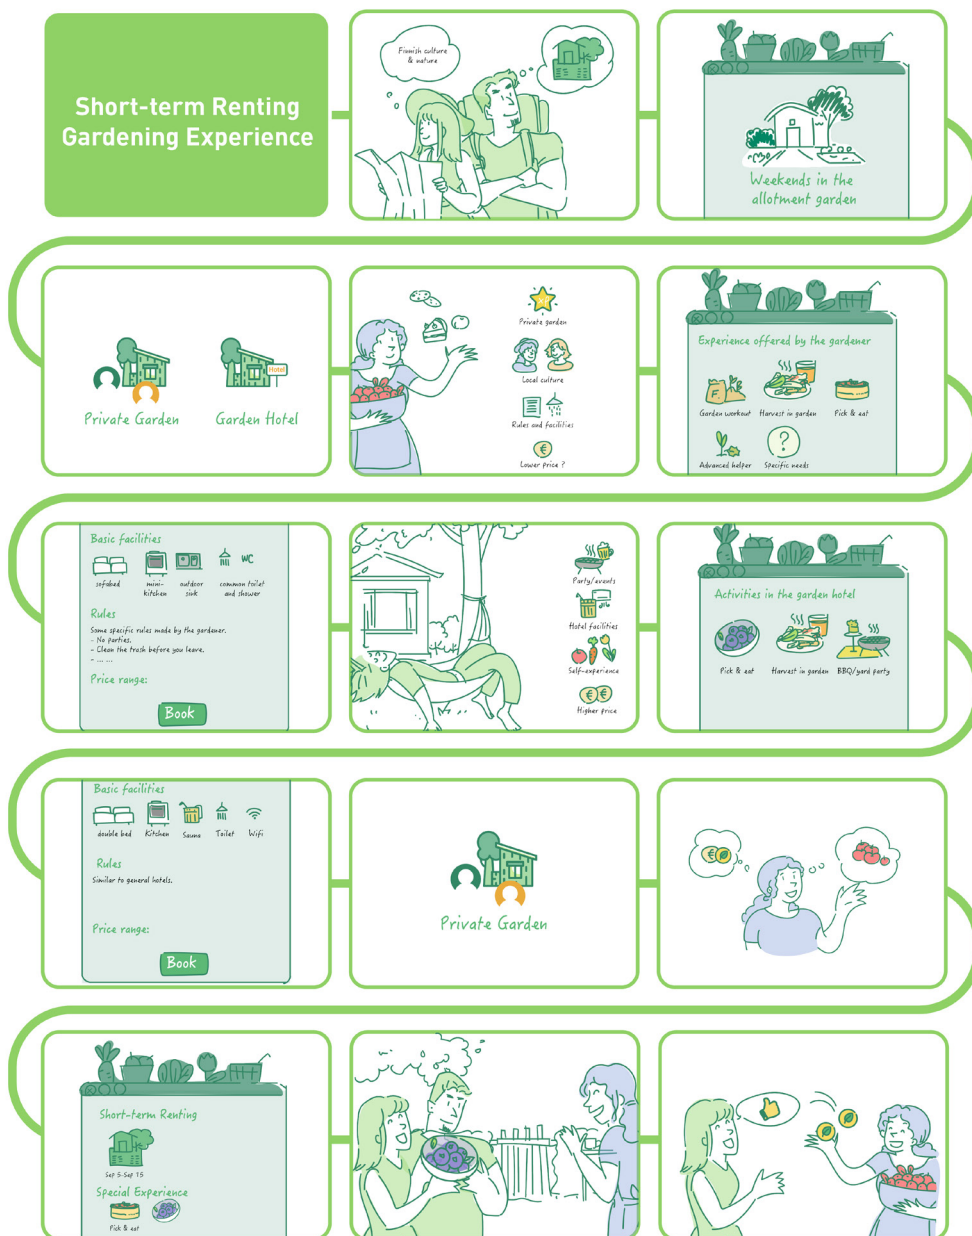 Short-term Renting
Gardening Experience
Finnish culture
& nature
Weekends in the
allotment garden
Hotel
Private Garden
Garden Hotel
Private garden
Local culture
Rules and facilities
€
Lower price ?
Experience offered by the gardener
F.
Garden workout
Harvest in garden
Pick & eat
?
Advanced helper
Specific needs
Basic facilities
WC
sofabed
mini-
kitchen
outdoor
sink
common toilet
and shower
Rules
Some specific rules made by the gardener.
- No parties.
- Clean the trash before you leave.
- ... ...
Price range:
Book
Party/events
Hotel facilities
Self-experience
€ €
Higher price
Activities in the garden hotel
Pick & eat
Harvest in garden
BBQ/yard party
Basic facilities
double bed
Kitchen
Sauna
Toilet
Wifi
Rules
Similar to general hotels.
Price range:
Book
Private Garden
€
Short-term Renting
Sep 5-Sep 15
Special Experience
Pick & eat